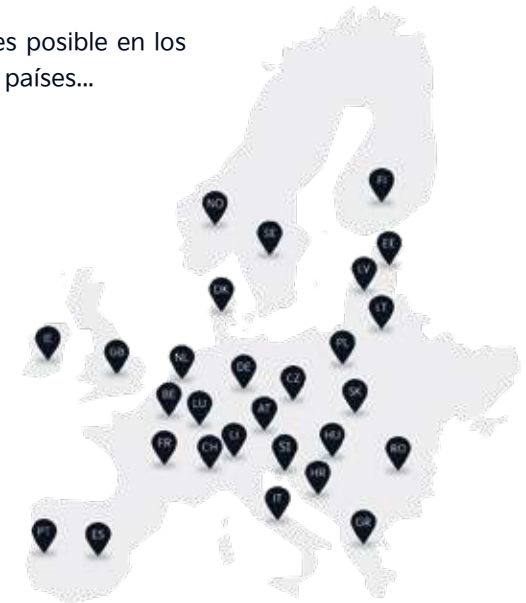 es posible en los
países...
FI
NO
SE
EE
LV
DK
LT
IE
GB
NL
PL
DE
CZ
BE
LU
SK
AT
FR
CH
LI
SI
HU
RO
HR
IT
GR
PT
ES